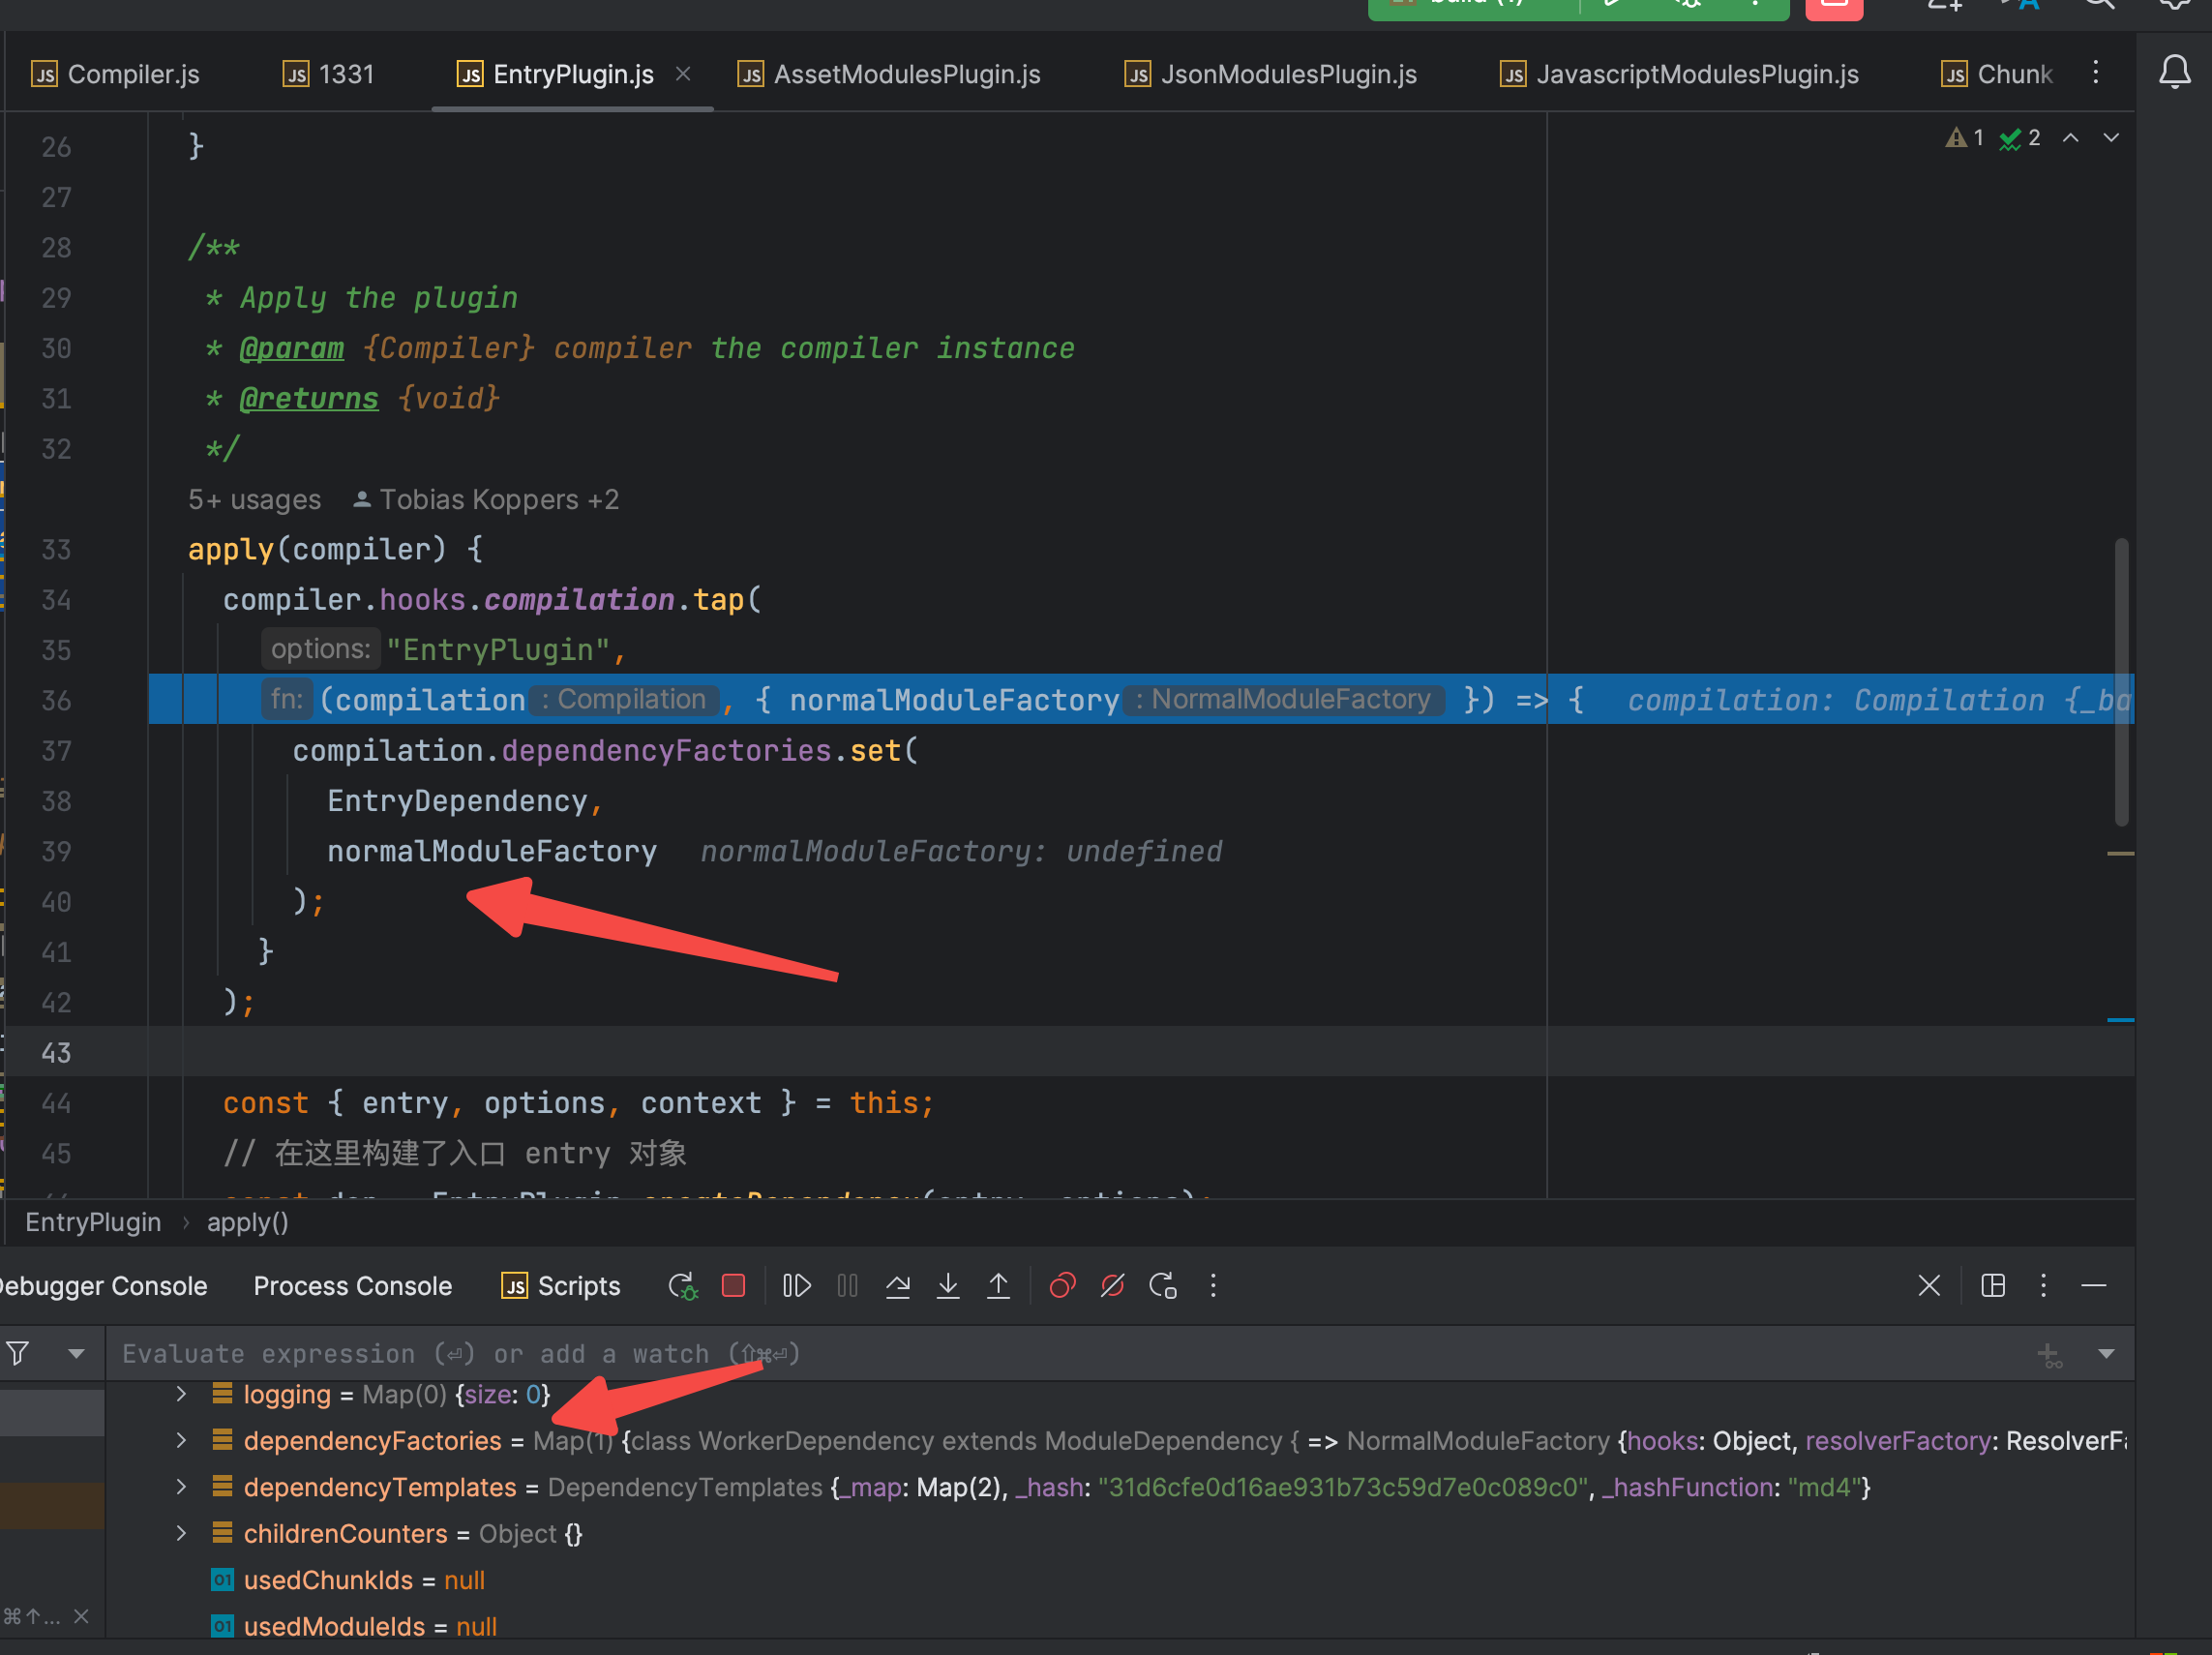 Compiler.js 1331 EntryPlugin.js AssetModulesPlugin.js JsonModulesPlugin.js JavascriptModulesPlugin.js Chunk
1 2
26 }
27
28 /**
29 * Apply the plugin
30 * @param {Compiler} compiler the compiler instance
31 * @returns {void}
32 */
5+ usages Tobias Koppers +2
33 apply(compiler) {
34 compiler.hooks.compilation.tap(
35 options: "EntryPlugin",
36 fn: (compilation : Compilation , { normalModuleFactory : NormalModuleFactory }) => { compilation: Compilation {_ba
37 compilation.dependencyFactories.set(
38 EntryDependency,
39 normalModuleFactory normalModuleFactory: undefined
40 );
41 }
42 );
43
44 const { entry, options, context } = this;
45 // 在这里构建了入口 entry 对象
EntryPlugin › apply()
Debugger Console Process Console JS Scripts
Evaluate expression (⏎) or add a watch (⇧⌘⏎)
logging = Map(0) {size: 0}
dependencyFactories = Map(1) {class WorkerDependency extends ModuleDependency { => NormalModuleFactory {hooks: Object, resolverFactory: ResolverFa
dependencyTemplates = DependencyTemplates {_map: Map(2), _hash: "31d6cfe0d16ae931b73c59d7e0c089c0", _hashFunction: "md4"}
childrenCounters = Object {}
usedChunkIds = null
⌘↑...
usedModuleIds = null